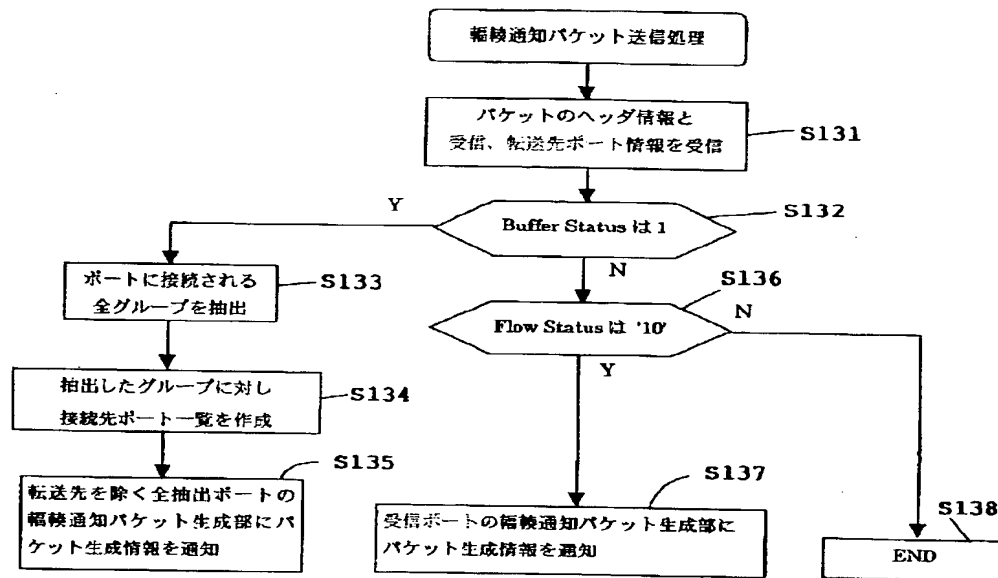 輻輳通知パケット送信処理
パケットのヘッダ情報と
受信、転送先ポート情報を受信
S131
Y
Buffer Status は 1
S132
N
ポートに接続される
全グループを抽出
S133
S136
Flow Status は '10'
N
Y
抽出したグループに対し
接続先ポート一覧を作成
S134
S135
転送先を除く全抽出ポートの
輻輳通知パケット生成部にパ
ケット生成情報を通知
S137
受信ポートの輻輳通知パケット生成部に
パケット生成情報を通知
S138
END